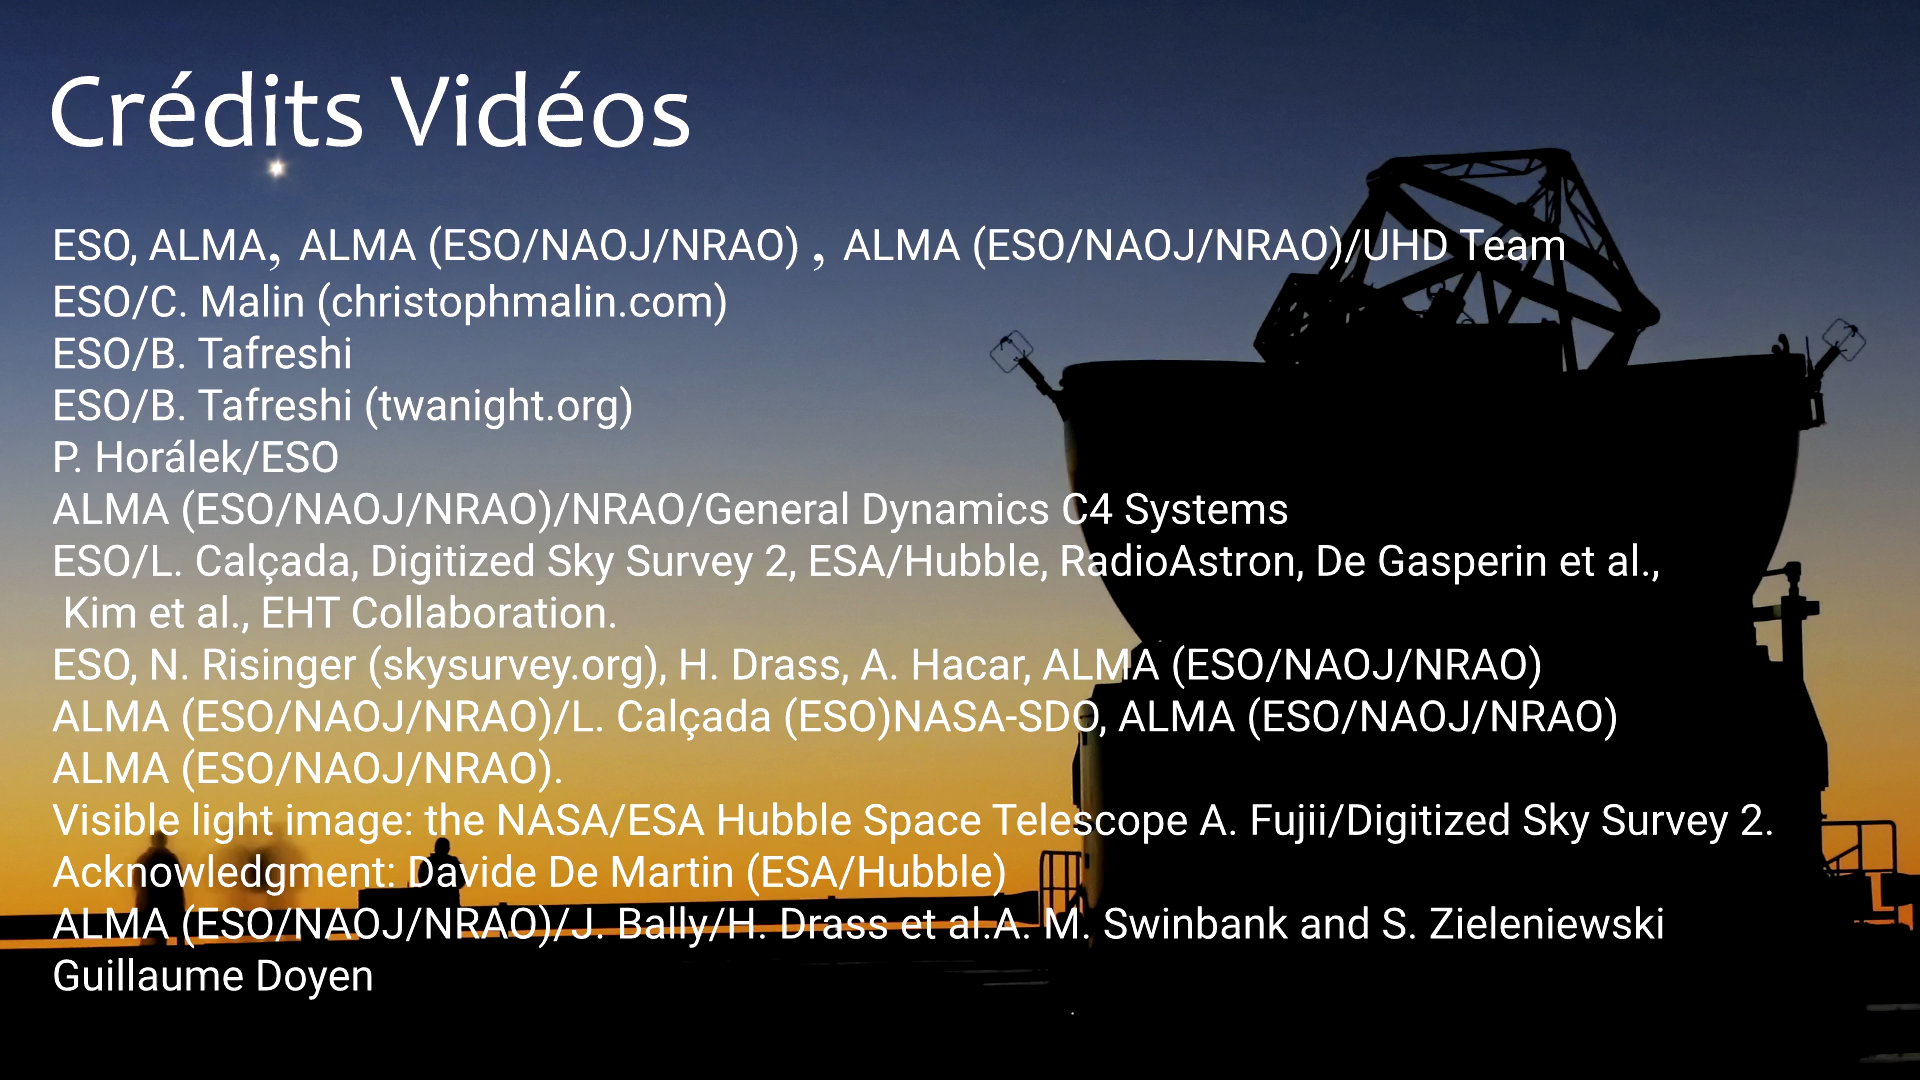 Crédits Vidéos
ESO, ALMA, ALMA (ESO/NAOJ/NRAO) , ALMA (ESO/NAOJ/NRAO)/UHD Team
ESO/C. Malin (christophmalin.com)
ESO/B. Tafreshi
ESO/B. Tafreshi (twanight.org)
P. Horálek/ESO
ALMA (ESO/NAOJ/NRAO)/NRAO/General Dynamics C4 Systems
ESO/L. Calçada, Digitized Sky Survey 2, ESA/Hubble, RadioAstron, De Gasperin et al.,
Kim et al., EHT Collaboration.
ESO, N. Risinger (skysurvey.org), H. Drass, A. Hacar, ALMA (ESO/NAOJ/NRAO)
ALMA (ESO/NAOJ/NRAO)/L. Calçada (ESO)NASA-SDO, ALMA (ESO/NAOJ/NRAO)
ALMA (ESO/NAOJ/NRAO).
Visible light image: the NASA/ESA Hubble Space Telescope A. Fujii/Digitized Sky Survey 2.
Acknowledgment: Davide De Martin (ESA/Hubble)
ALMA (ESO/NAOJ/NRAO)/J. Bally/H. Drass et al.A. M. Swinbank and S. Zieleniewski
Guillaume Doyen